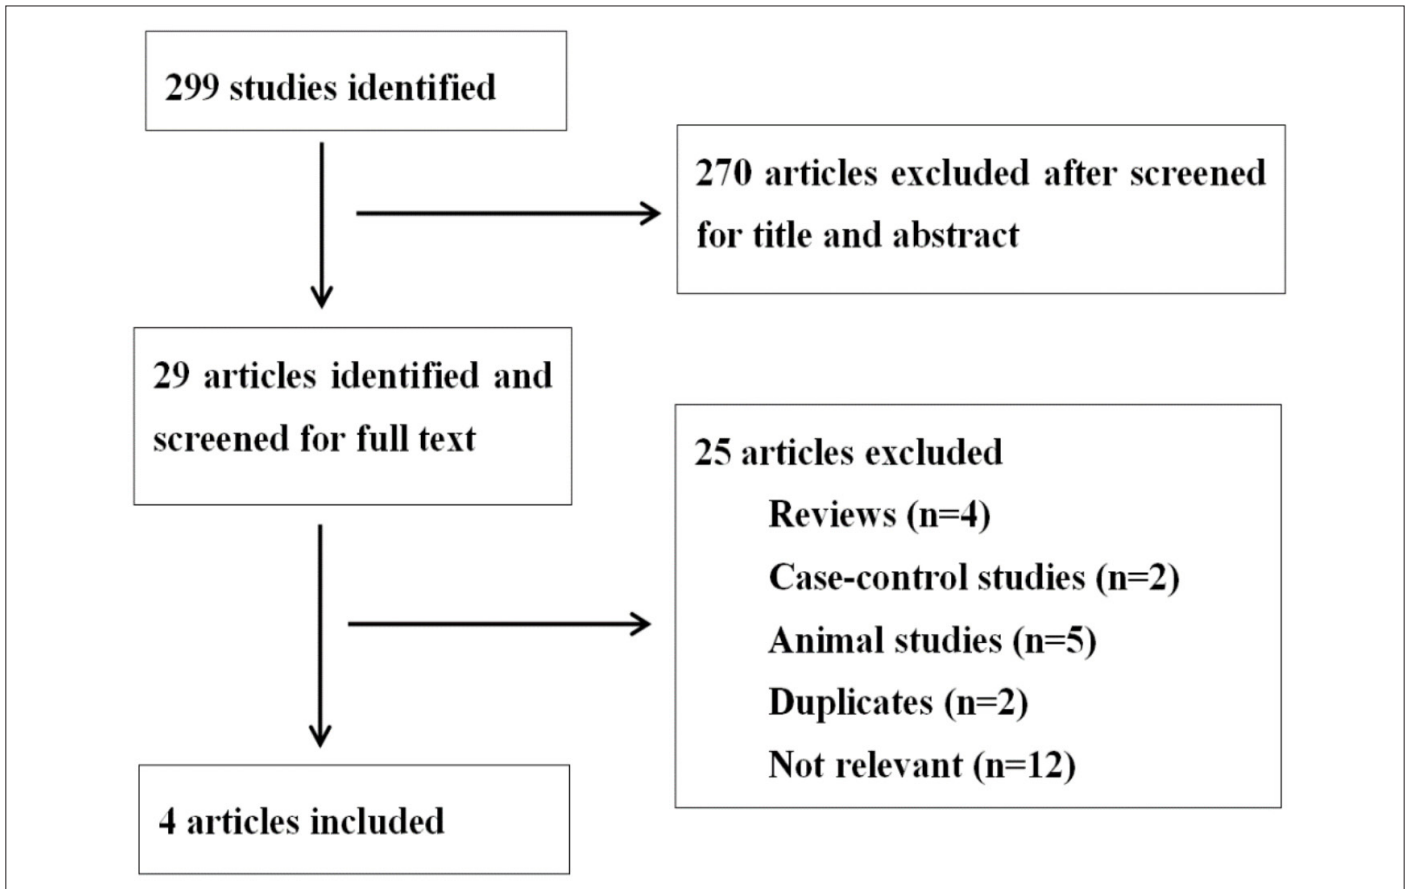 299 studies identified
270 articles excluded after screened
for title and abstract
29 articles identified and
screened for full text
25 articles excluded
Reviews (n=4)
Case-control studies (n=2)
Animal studies (n=5)
Duplicates (n=2)
Not relevant (n=12)
4 articles included